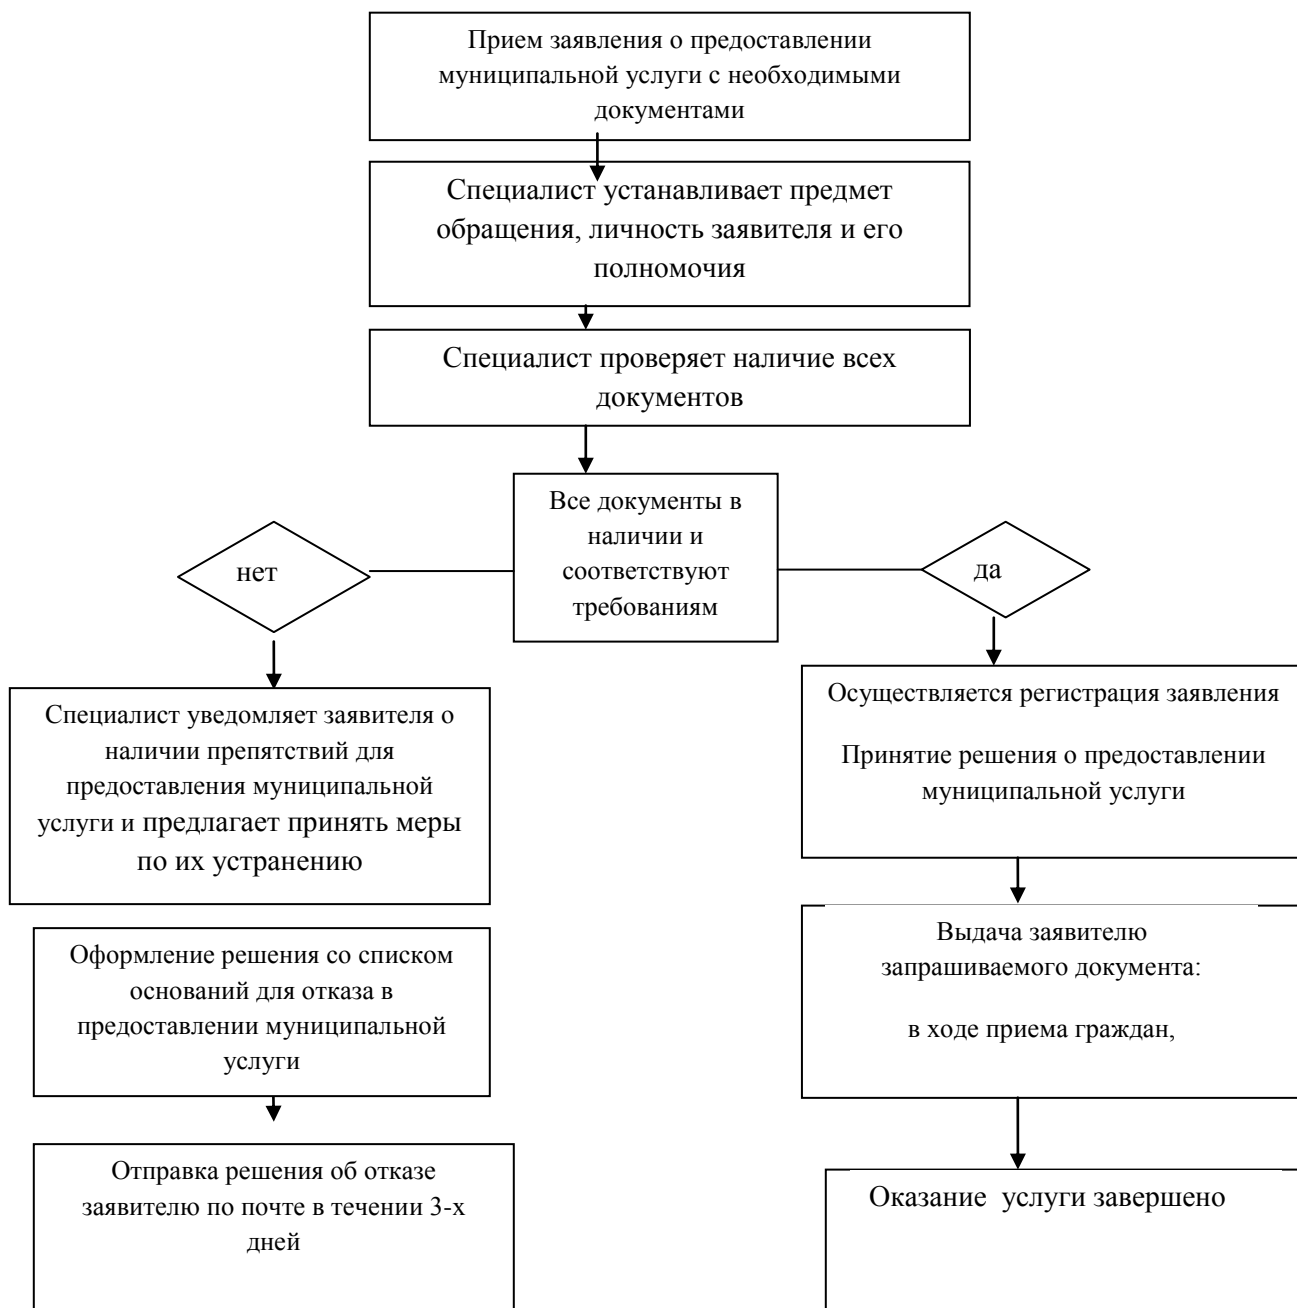 Прием заявления о предоставлении
муниципальной услуги с необходимыми
документами
Специалист устанавливает предмет
обращения, личность заявителя и его
полномочия
Специалист проверяет наличие всех
документов
Все документы в
наличии и
соответствуют
требованиям
нет
да
Специалист уведомляет заявителя о
наличии препятствий для
предоставления муниципальной
услуги и предлагает принять меры
по их устранению
Осуществляется регистрация заявления
Принятие решения о предоставлении
муниципальной услуги
Оформление решения со списком
оснований для отказа в
предоставлении муниципальной
услуги
Выдача заявителю
запрашиваемого документа:
в ходе приема граждан,
Отправка решения об отказе
заявителю по почте в течении 3-х
дней
Оказание услуги завершено